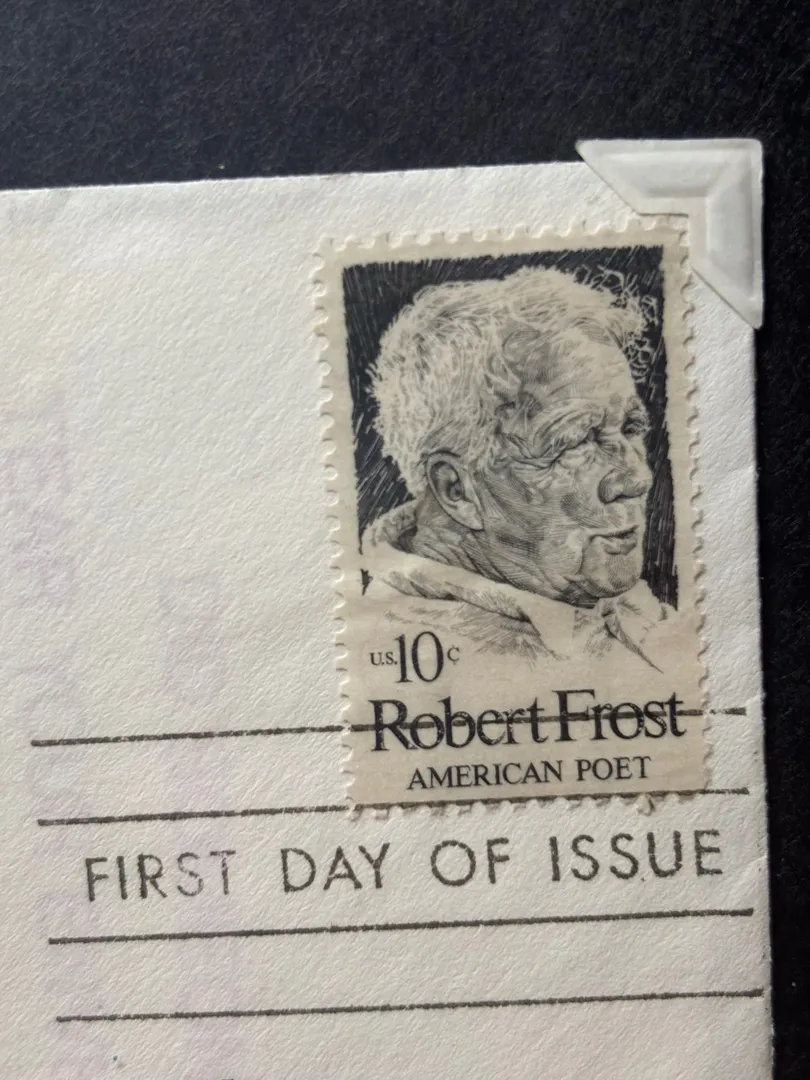 U.S. 10¢
Robert Frost
AMERICAN POET
FIRST DAY OF ISSUE